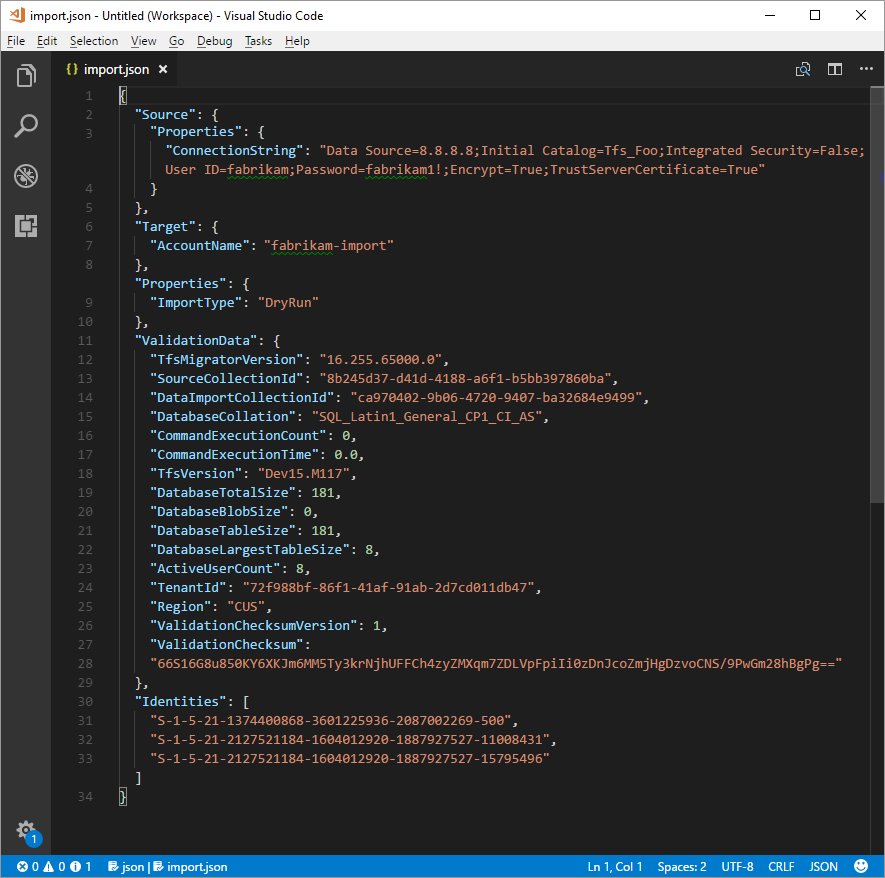 import.json - Untitled (Workspace) - Visual Studio Code
File Edit Selection View Go Debug Tasks Help
{} import.json ×
1 {
2 "Source": {
3 "Properties": {
"ConnectionString": "Data Source=8.8.8.8;Initial Catalog=Tfs_Foo;Integrated Security=False;
User ID=fabrikam;Password=fabrikam1!;Encrypt=True;TrustServerCertificate=True"
4 }
5 },
6 "Target": {
7 "AccountName": "fabrikam-import"
8 },
"Properties": {
9 "ImportType": "DryRun"
10 },
11 "ValidationData": {
12 "TfsMigratorVersion": "16.255.65000.0",
13 "SourceCollectionId": "8b245d37-d41d-4188-a6f1-b5bb397860ba",
14 "DataImportCollectionId": "ca970402-9b06-4720-9407-ba32684e9499",
15 "DatabaseCollation": "SQL_Latin1_General_CP1_CI_AS",
16 "CommandExecutionCount": 0,
17 "CommandExecutionTime": 0.0,
18 "TfsVersion": "Dev15.M117",
19 "DatabaseTotalSize": 181,
20 "DatabaseBlobSize": 0,
21 "DatabaseTableSize": 181,
22 "DatabaseLargestTableSize": 8,
23 "ActiveUserCount": 8,
24 "TenantId": "72f988bf-86f1-41af-91ab-2d7cd011db47",
25 "Region": "CUS",
26 "ValidationChecksumVersion": 1,
27 "ValidationChecksum":
28 "66S16G8u850KY6XKJm6MM5Ty3krNjhUFFCh4zyZMXqm7ZDLVpFpiIi0zDnJcoZmjHgDzvoCNS/9PwGm28hBgPg=="
29 },
30 "Identities": [
31 "S-1-5-21-1374400868-3601225936-2087002269-500",
32 "S-1-5-21-2127521184-1604012920-1887927527-11008431",
33 "S-1-5-21-2127521184-1604012920-1887927527-15795496"
]
34 }
1
0 0 1 json | import.json Ln 1, Col 1 Spaces: 2 UTF-8 CRLF JSON